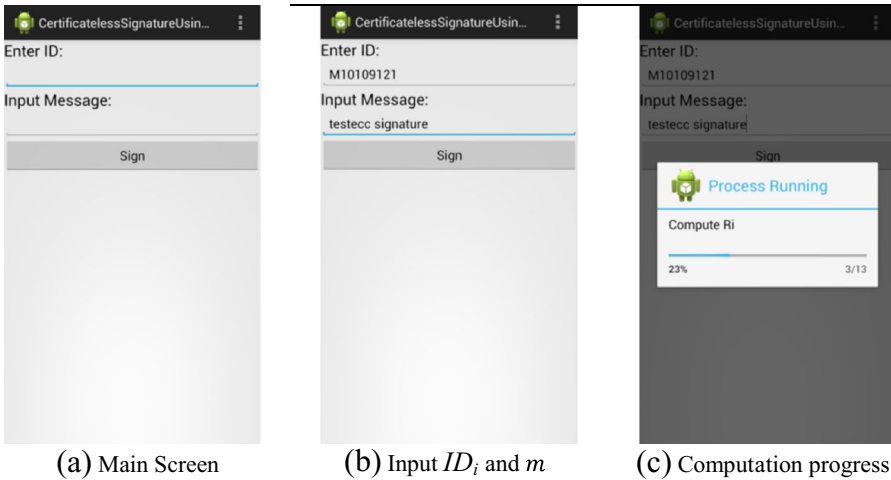 CertificatelessSignatureUsin...
Enter ID:
Input Message:
Sign
(a) Main Screen
CertificatelessSignatureUsin...
Enter ID:
M10109121
Input Message:
testecc signature
Sign
(b) Input IDᵢ and m
CertificatelessSignatureUsin...
Enter ID:
M10109121
Input Message:
testecc signature
Sign
Process Running
Compute Ri
23% 3/13
(c) Computation progress